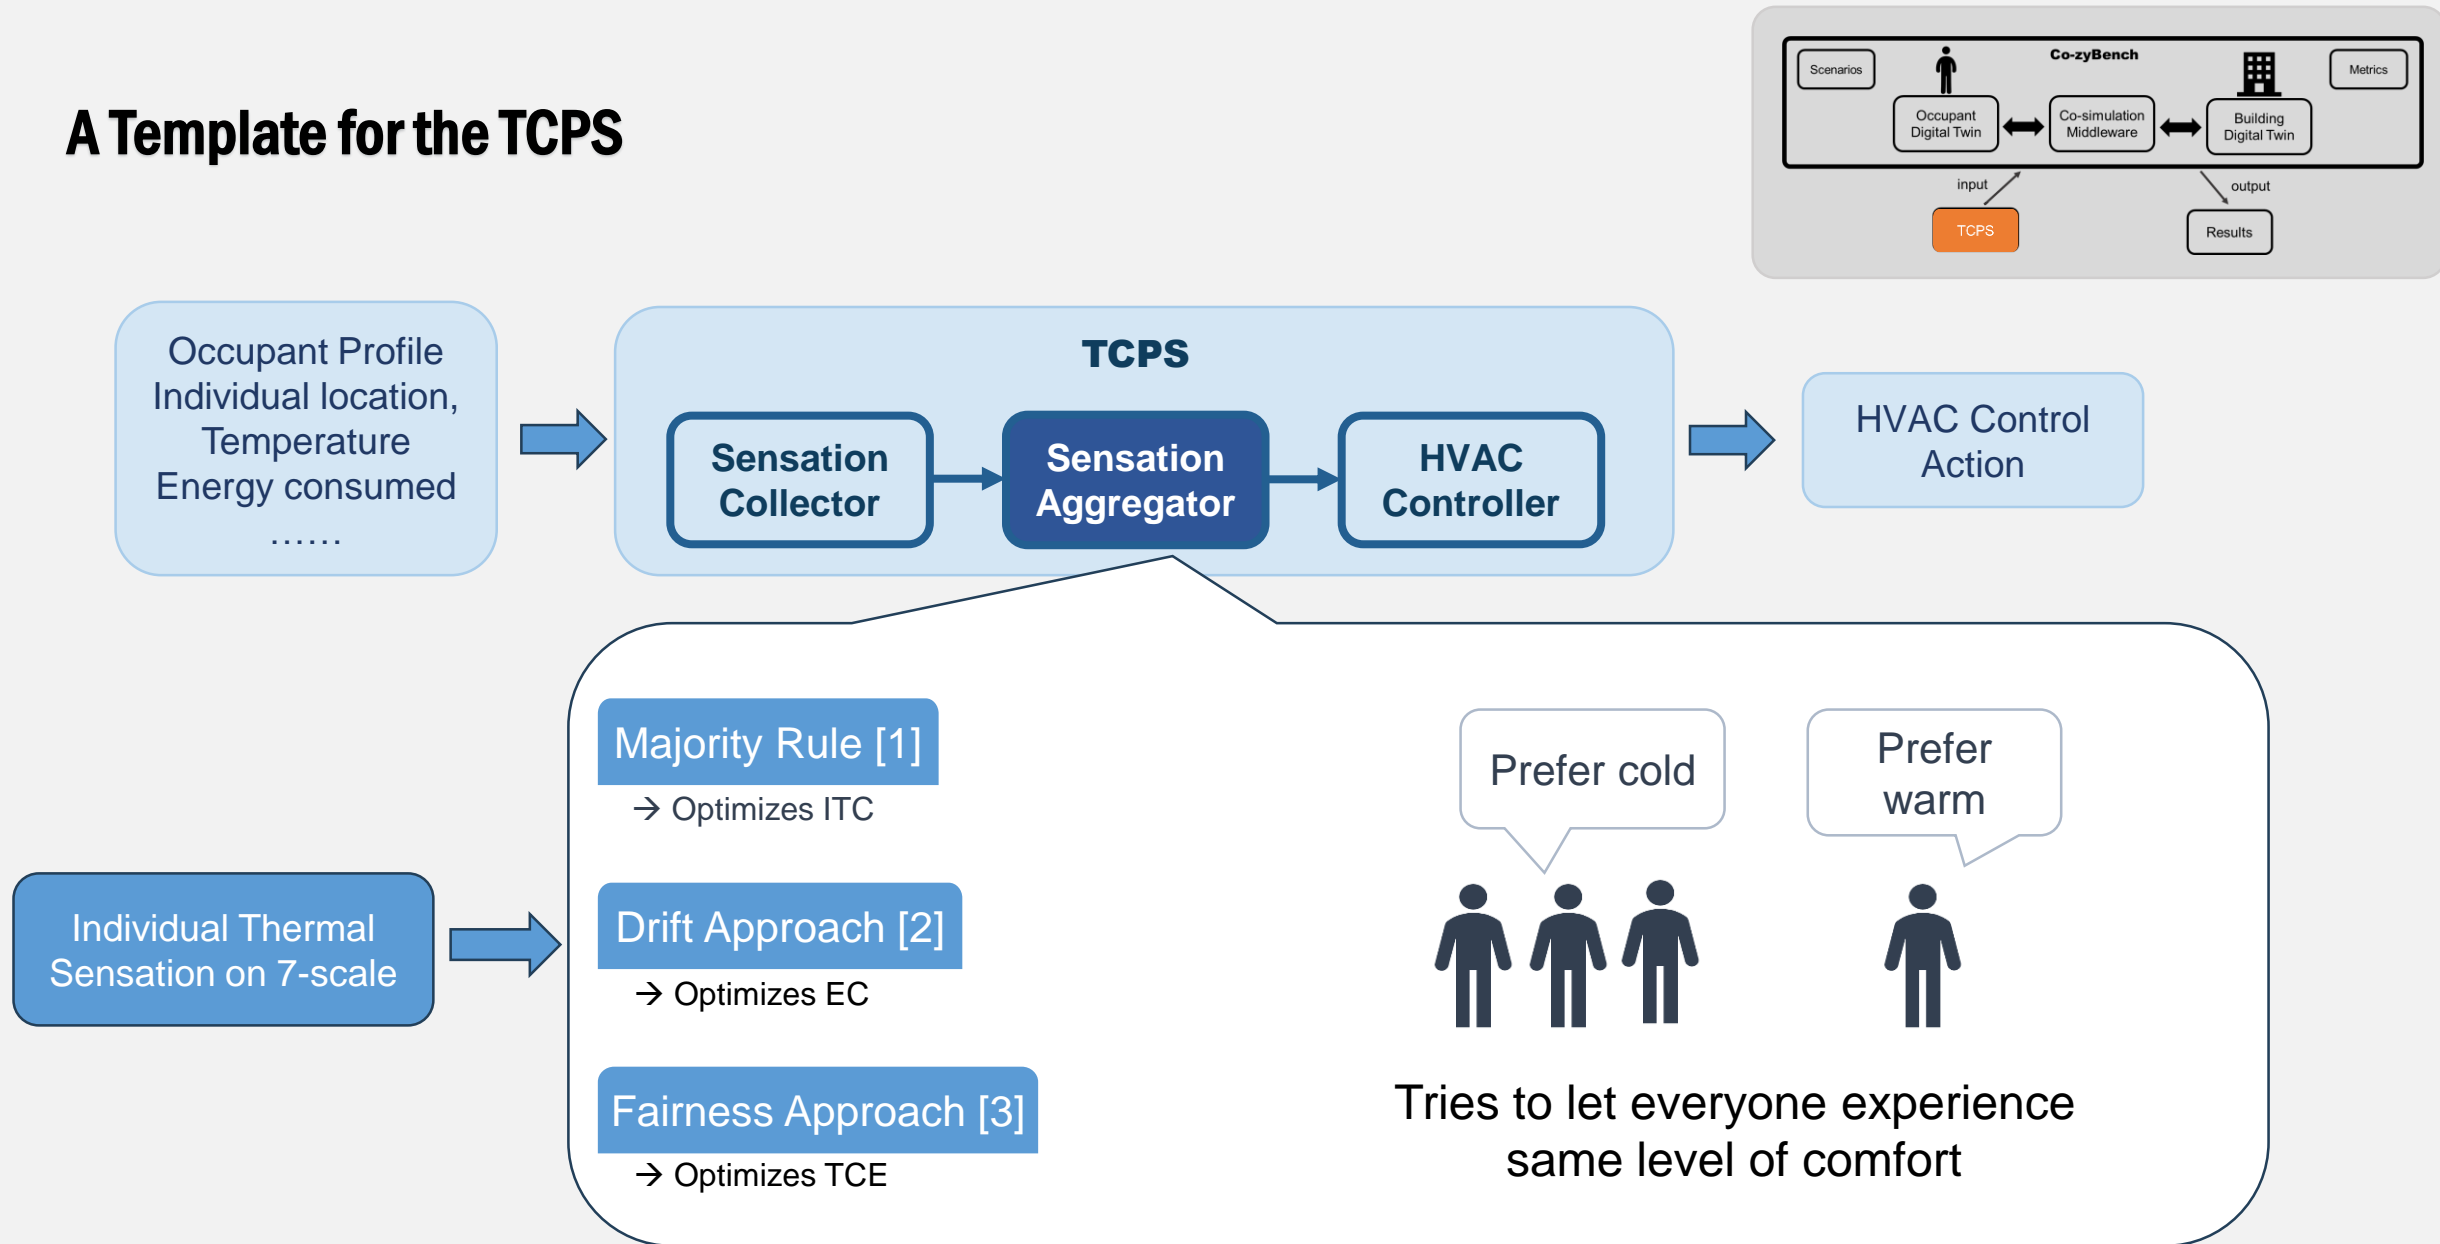 A Template for the TCPS
Co-zyBench
Scenarios
Metrics
Occupant
Digital Twin
Co-simulation
Middleware
Building
Digital Twin
input
output
TCPS
Results
Occupant Profile
Individual location,
Temperature
Energy consumed
......
TCPS
Sensation
Collector
Sensation
Aggregator
HVAC
Controller
HVAC Control
Action
Individual Thermal
Sensation on 7-scale
Majority Rule [1]
→ Optimizes ITC
Drift Approach [2]
→ Optimizes EC
Fairness Approach [3]
→ Optimizes TCE
Prefer cold
Prefer
warm
Tries to let everyone experience
same level of comfort